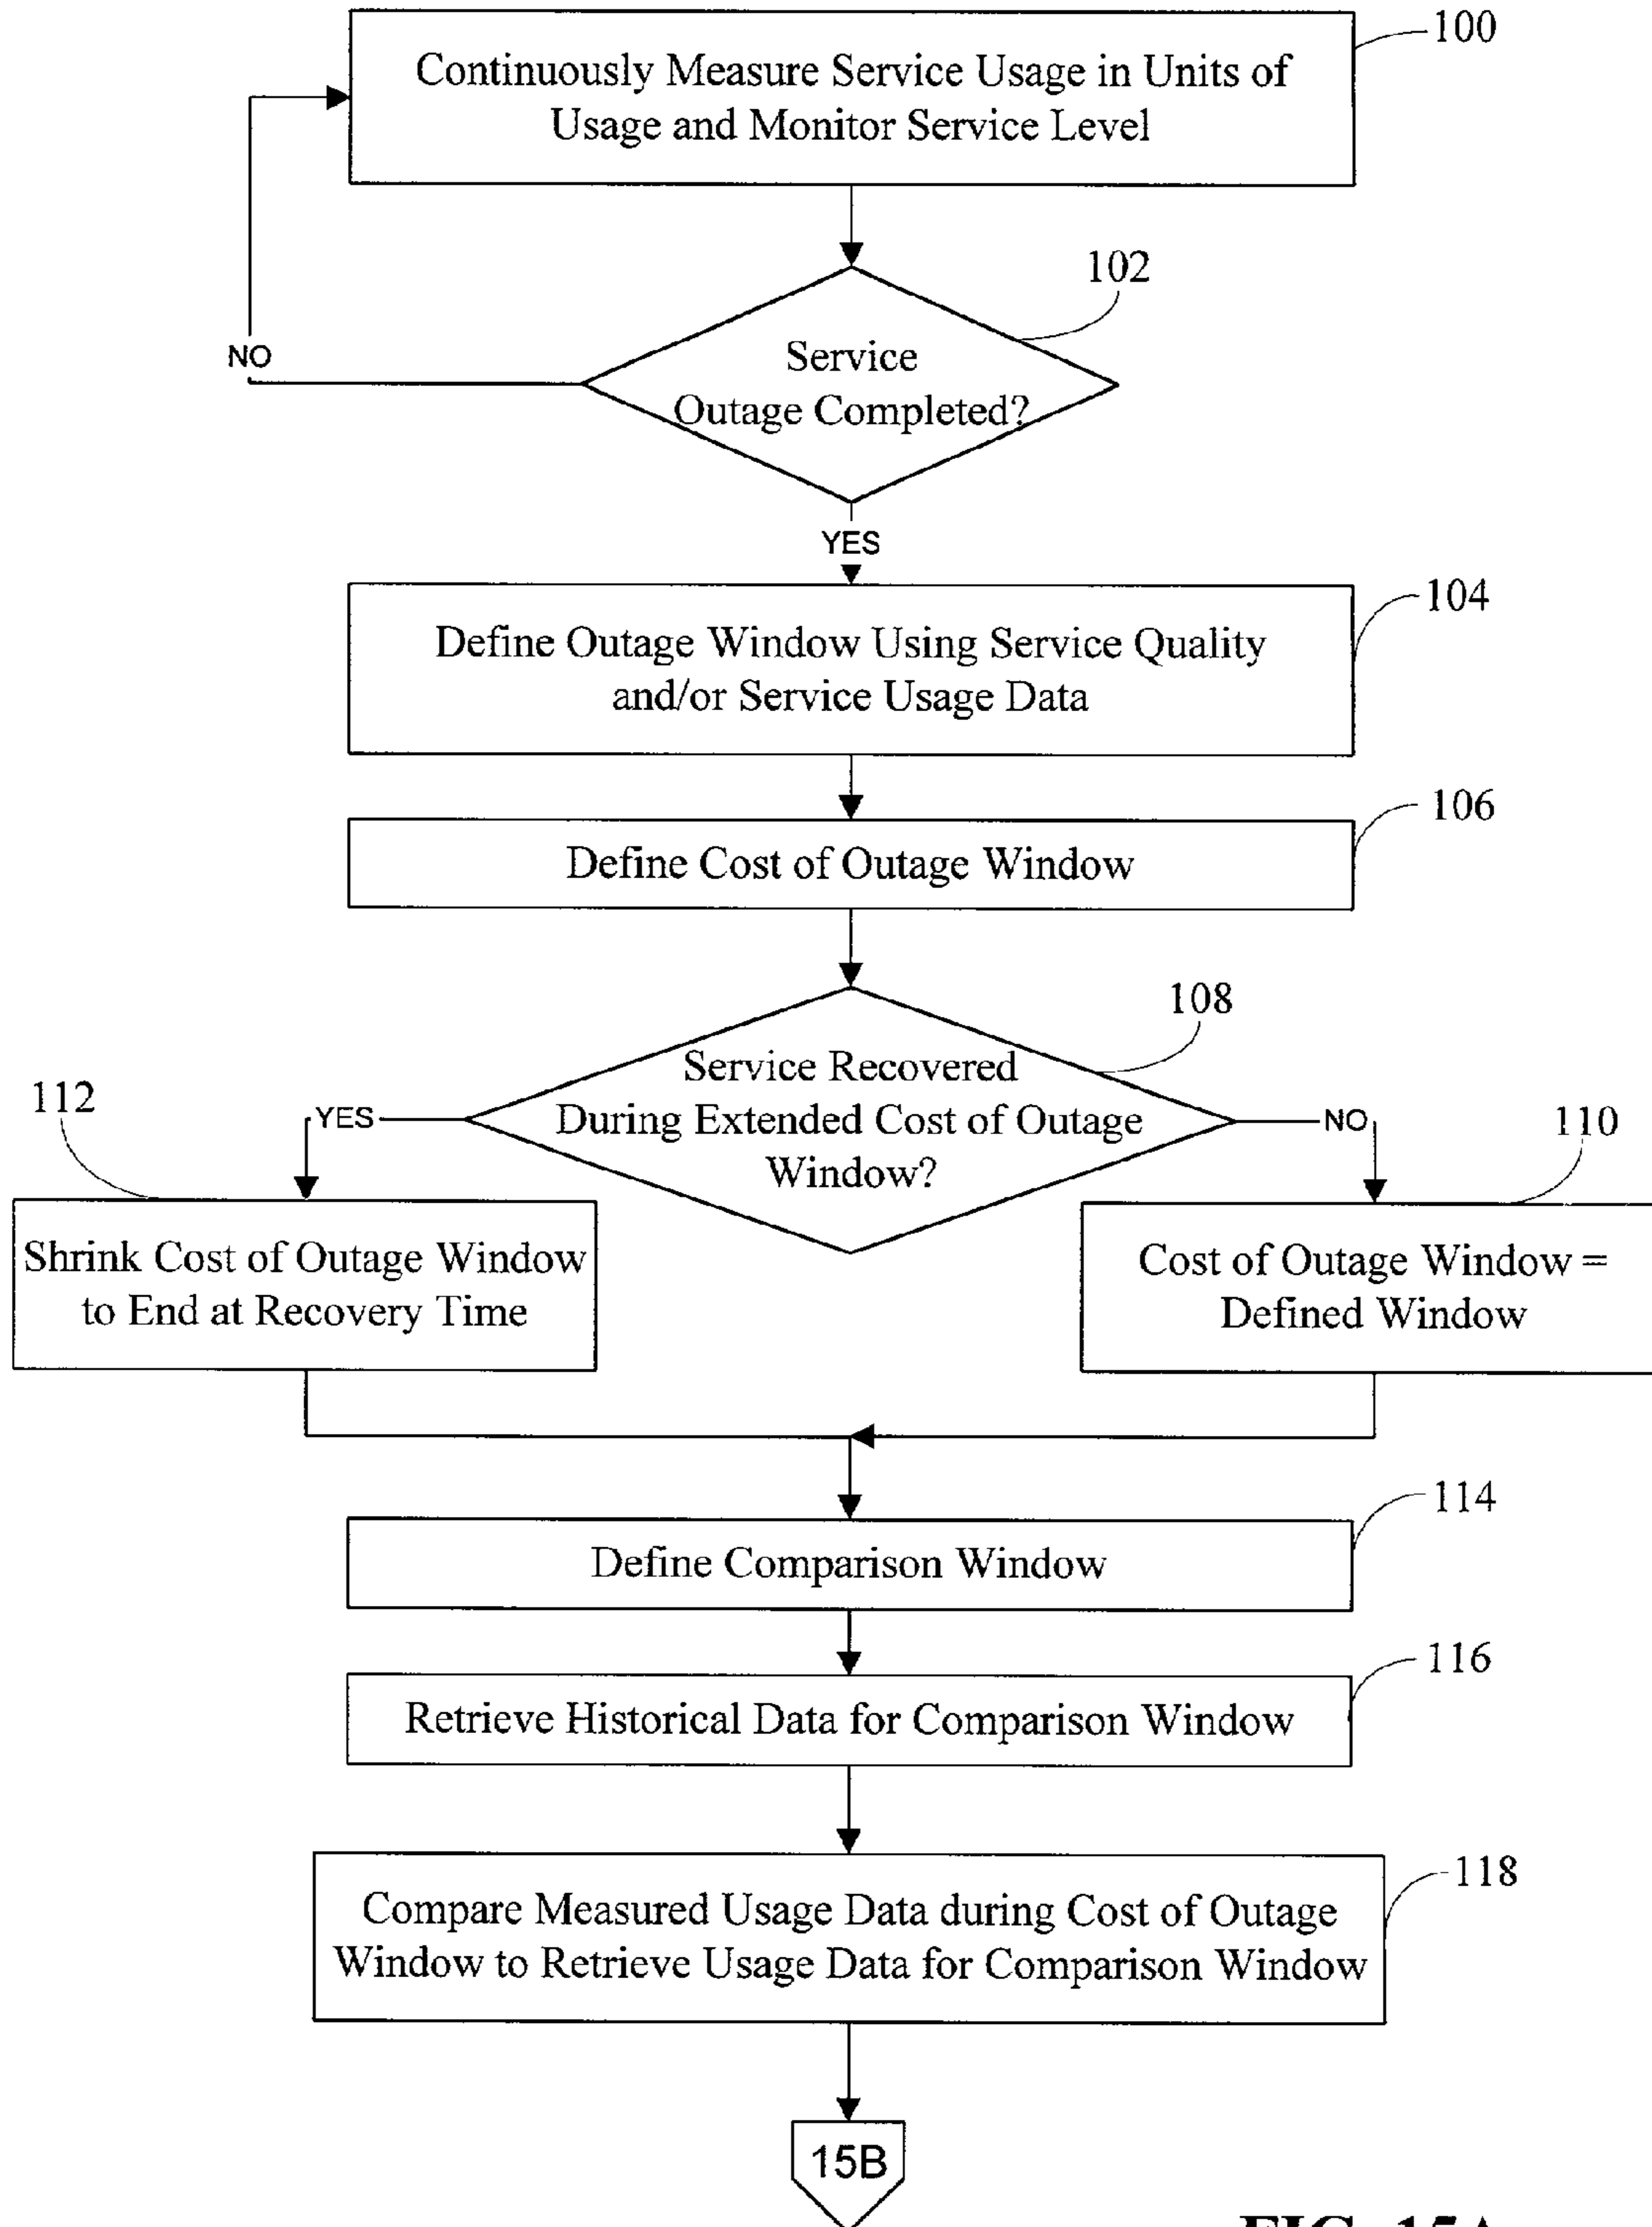 100
Continuously Measure Service Usage in Units of
Usage and Monitor Service Level
102
Service
Outage Completed?
NO
YES
104
Define Outage Window Using Service Quality
and/or Service Usage Data
106
Define Cost of Outage Window
108
Service Recovered
During Extended Cost of Outage
Window?
YES
NO
112
110
Shrink Cost of Outage Window
to End at Recovery Time
Cost of Outage Window =
Defined Window
114
Define Comparison Window
116
Retrieve Historical Data for Comparison Window
118
Compare Measured Usage Data during Cost of Outage
Window to Retrieve Usage Data for Comparison Window
15B
FIG. 15A